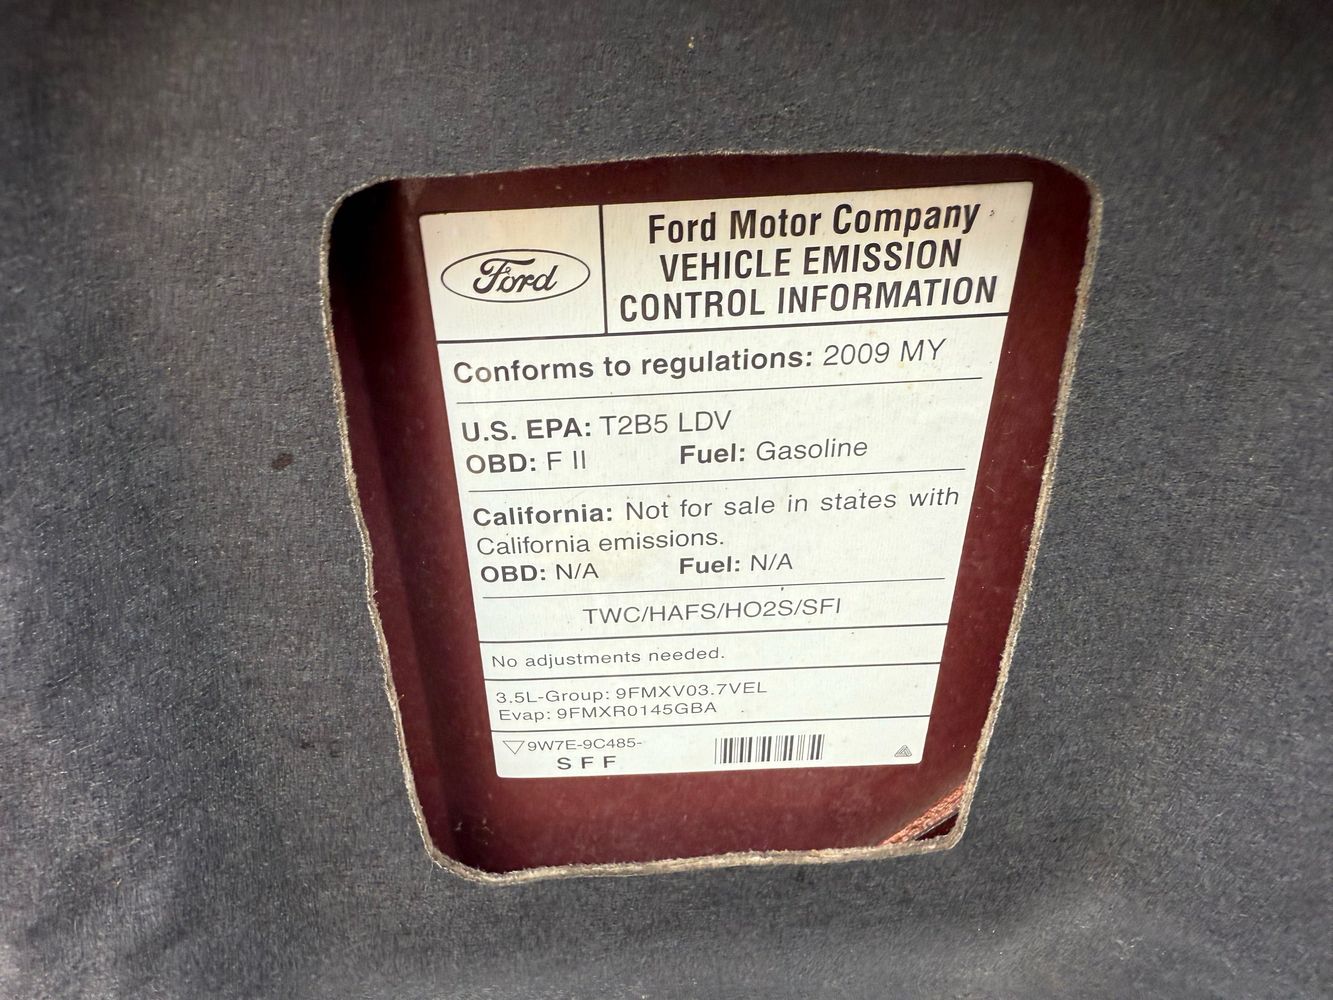 Ford
Ford Motor Company
VEHICLE EMISSION
CONTROL INFORMATION
Conforms to regulations: 2009 MY
U.S. EPA: T2B5 LDV
OBD: F II Fuel: Gasoline
California: Not for sale in states with
California emissions.
OBD: N/A Fuel: N/A
TWC/HAFS/HO2S/SFI
No adjustments needed.
3.5L-Group: 9FMXV03.7VEL
Evap: 9FMXR0145GBA
9W7E-9C485-
S F F